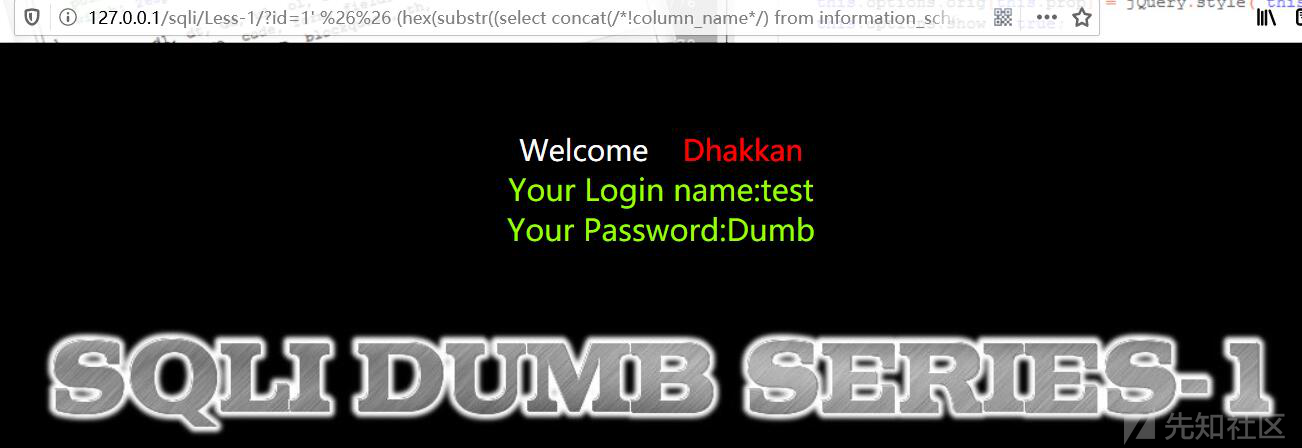 127.0.0.1/sqli/Less-1/?id=1' %26%26 (hex(substr((select concat(/*!column_name*/) from information_sch
Welcome Dhakkan
Your Login name:test
Your Password:Dumb
SQLI DUMB SERIES-1
先知社区